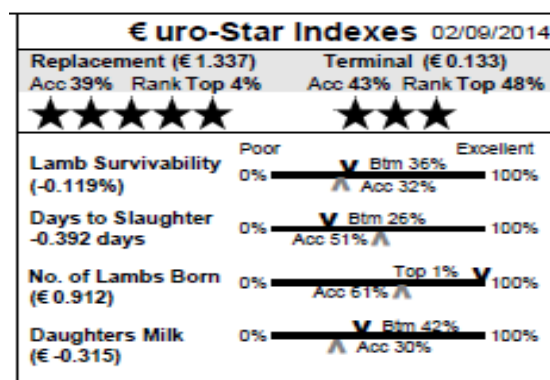 € uro-Star Indexes 02/09/2014
Replacement (€ 1.337) Terminal (€ 0.133)
Acc 39% Rank Top 4% Acc 43% Rank Top 48%
Poor Excellent
Lamb Survivability
(-0.119%)
0% Btm 36% 100%
Acc 32%
Days to Slaughter
-0.392 days
0% Btm 26% 100%
Acc 51%
No. of Lambs Born
(€ 0.912)
0% Top 1% 100%
Acc 61%
Daughters Milk
(€ -0.315)
0% Btm 42% 100%
Acc 30%